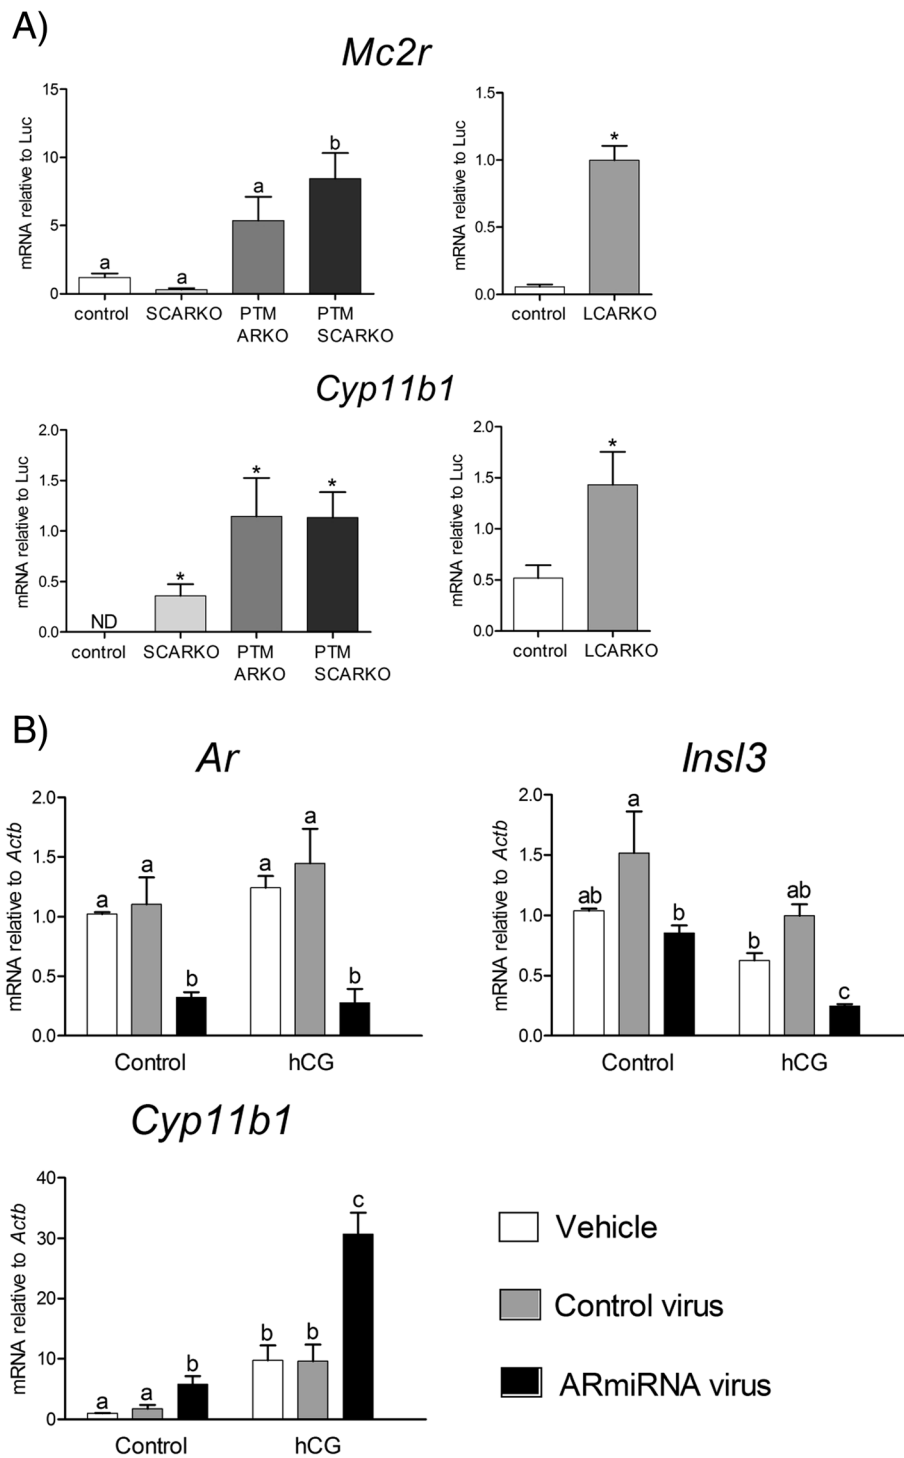 A)
Mc2r
mRNA relative to Luc
15
10
5
0
a
a
a
b
control
SCARKO
PTM
ARKO
PTM
SCARKO
mRNA relative to Luc
1.5
1.0
0.5
0.0
*
control
LCARKO
Cyp11b1
mRNA relative to Luc
2.0
1.5
1.0
0.5
0.0
ND
*
*
*
control
SCARKO
PTM
ARKO
PTM
SCARKO
mRNA relative to Luc
2.0
1.5
1.0
0.5
0.0
*
control
LCARKO
B)
Ar
mRNA relative to Actb
2.0
1.5
1.0
0.5
0.0
a
a
b
a
a
b
Control
hCG
Insl3
mRNA relative to Actb
2.0
1.5
1.0
0.5
0.0
ab
a
b
b
ab
c
Control
hCG
Cyp11b1
mRNA relative to Actb
40
30
20
10
0
a
a
b
b
b
c
Control
hCG
Vehicle
Control virus
ARmiRNA virus